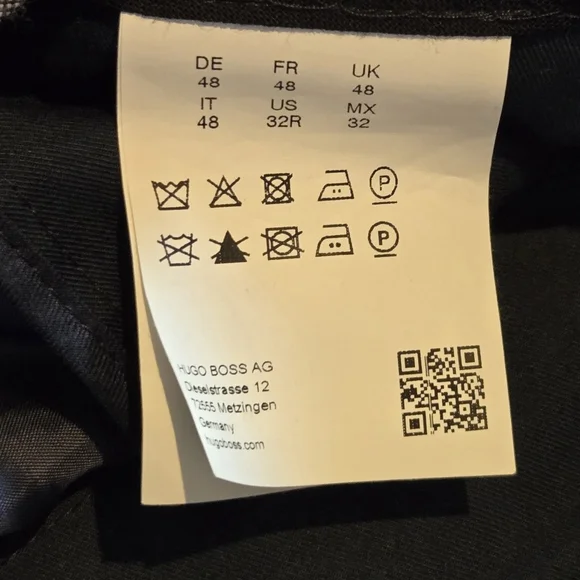 DE FR UK
48 48 48
IT US MX
48 32R 32
P
P
HUGO BOSS AG
Dieselstrasse 12
72555 Metzingen
Germany
hugoboss.com